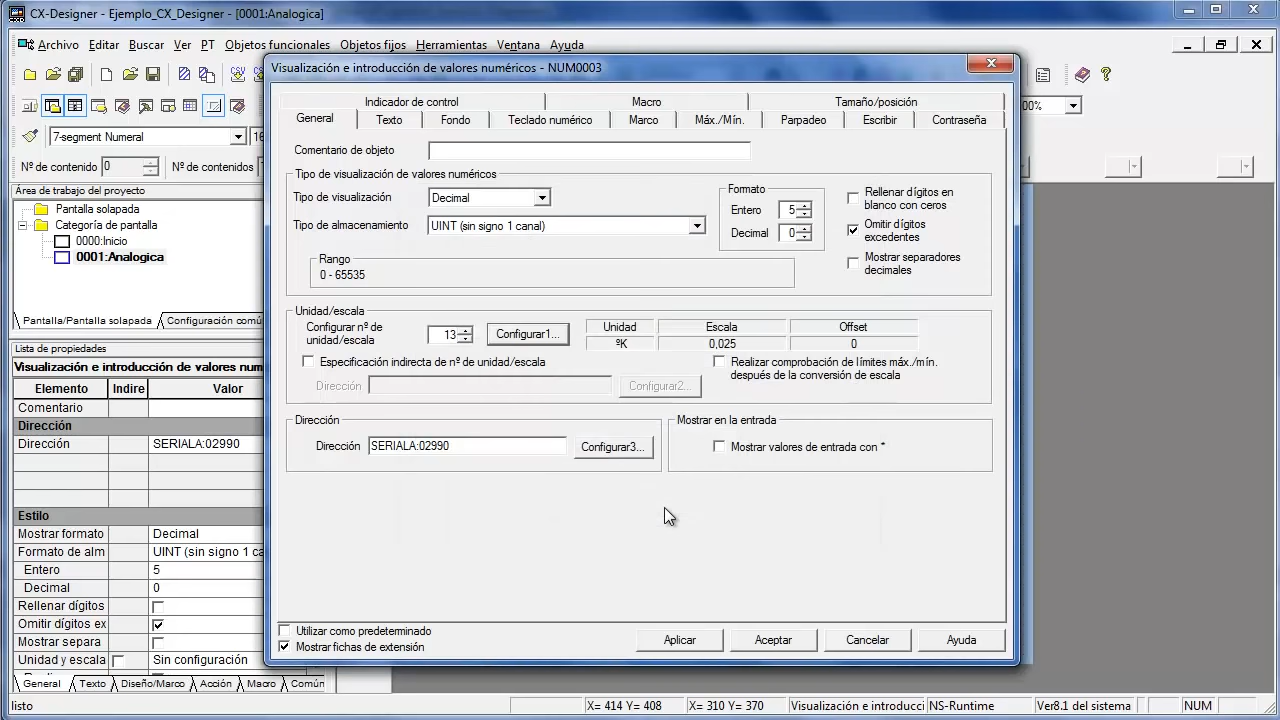 CX-Designer - Ejemplo_CX_Designer - [0001:Analogica]
Archivo Editar Buscar Ver PT Objetos funcionales Objetos fijos Herramientas Ventana Ayuda
7-segment Numeral
Nº de contenido 0 Nº de contenidos
Área de trabajo del proyecto
Pantalla solapada
Categoría de pantalla
0000:Inicio
0001:Analogica
Pantalla/Pantalla solapada Configuración comú
Lista de propiedades
Visualización e introducción de valores num
Elemento Indire Valor
Comentario
Dirección
Dirección SERIALA:02990
Estilo
Mostrar formato Decimal
Formato de alm UINT (sin signo 1 ca
Entero 5
Decimal 0
Rellenar dígitos
Omitir dígitos ex
Mostrar separa
Unidad y escala Sin configuración
General Texto Diseño/Marco Acción Macro Común
Visualización e introducción de valores numéricos - NUM0003
Indicador de control Macro Tamaño/posición
General Texto Fondo Teclado numérico Marco Máx./Mín. Parpadeo Escribir Contraseña
Comentario de objeto
Tipo de visualización de valores numéricos
Tipo de visualización Decimal
Tipo de almacenamiento UINT (sin signo 1 canal)
Formato
Entero 5
Decimal 0
Rellenar dígitos en
blanco con ceros
Omitir dígitos
excedentes
Mostrar separadores
decimales
Rango
0 - 65535
Unidad/escala
Configurar nº de
unidad/escala 13 Configurar1...
Unidad Escala Offset
ºK 0,025 0
Especificación indirecta de nº de unidad/escala
Dirección Configurar2...
Realizar comprobación de límites máx./mín.
después de la conversión de escala
Dirección
Dirección SERIALA:02990 Configurar3...
Mostrar en la entrada
Mostrar valores de entrada con *
Utilizar como predeterminado
Mostrar fichas de extensión
Aplicar Aceptar Cancelar Ayuda
listo X= 414 Y= 408 X= 310 Y= 370 Visualización e introducci NS-Runtime Ver8.1 del sistema NUM